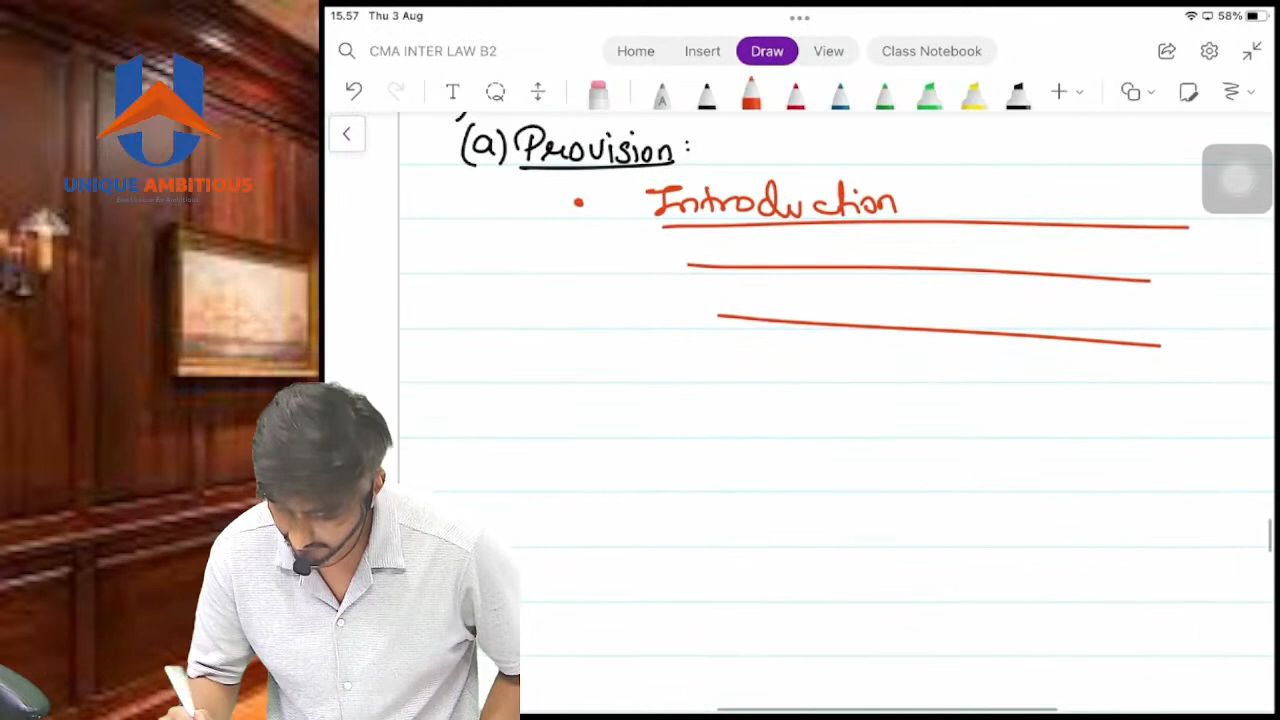 15.57 Thu 3 Aug 58%
CMA INTER LAW B2 Home Insert Draw View Class Notebook
(a) Provision :
• Introduction
UNIQUE AMBITIOUS